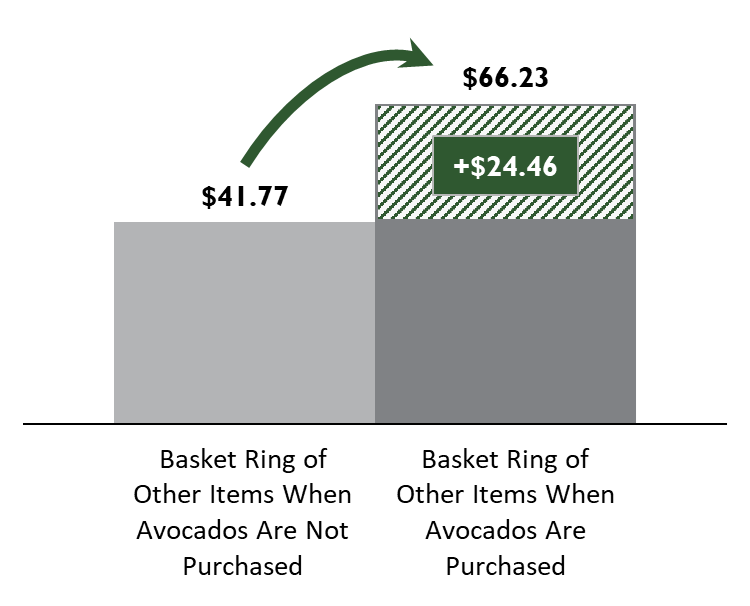 $66.23
+$24.46
$41.77
Basket Ring of
Other Items When
Avocados Are Not
Purchased
Basket Ring of
Other Items When
Avocados Are
Purchased